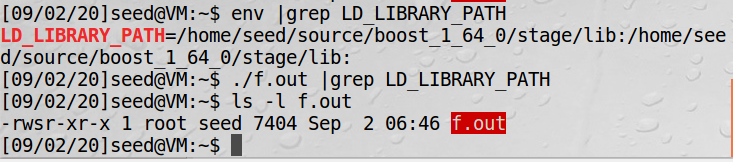 [09/02/20]seed@VM:~$ env |grep LD_LIBRARY_PATH
LD_LIBRARY_PATH=/home/seed/source/boost_1_64_0/stage/lib:/home/see
d/source/boost_1_64_0/stage/lib:
[09/02/20]seed@VM:~$ ./f.out |grep LD_LIBRARY_PATH
[09/02/20]seed@VM:~$ ls -l f.out
-rwsr-xr-x 1 root seed 7404 Sep  2 06:46 f.out
[09/02/20]seed@VM:~$